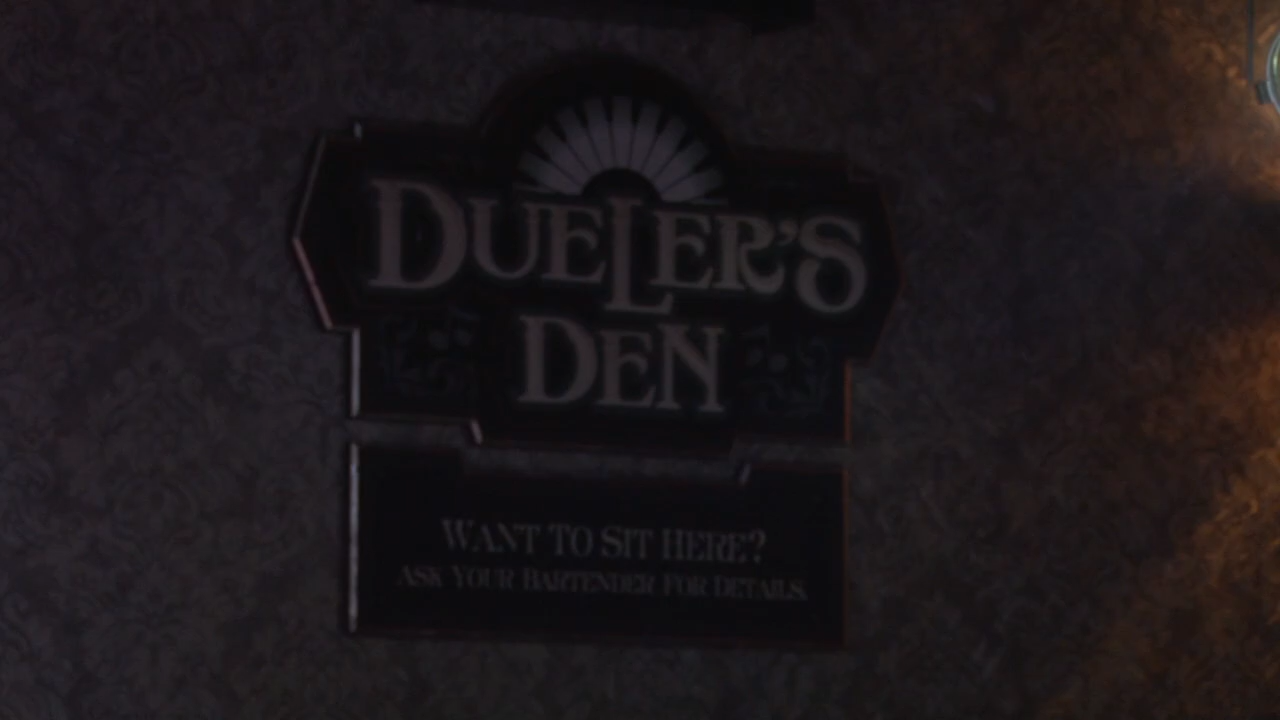 DUELER'S
DEN
WANT TO SIT HERE?
ASK YOUR BARTENDER FOR DETAILS.